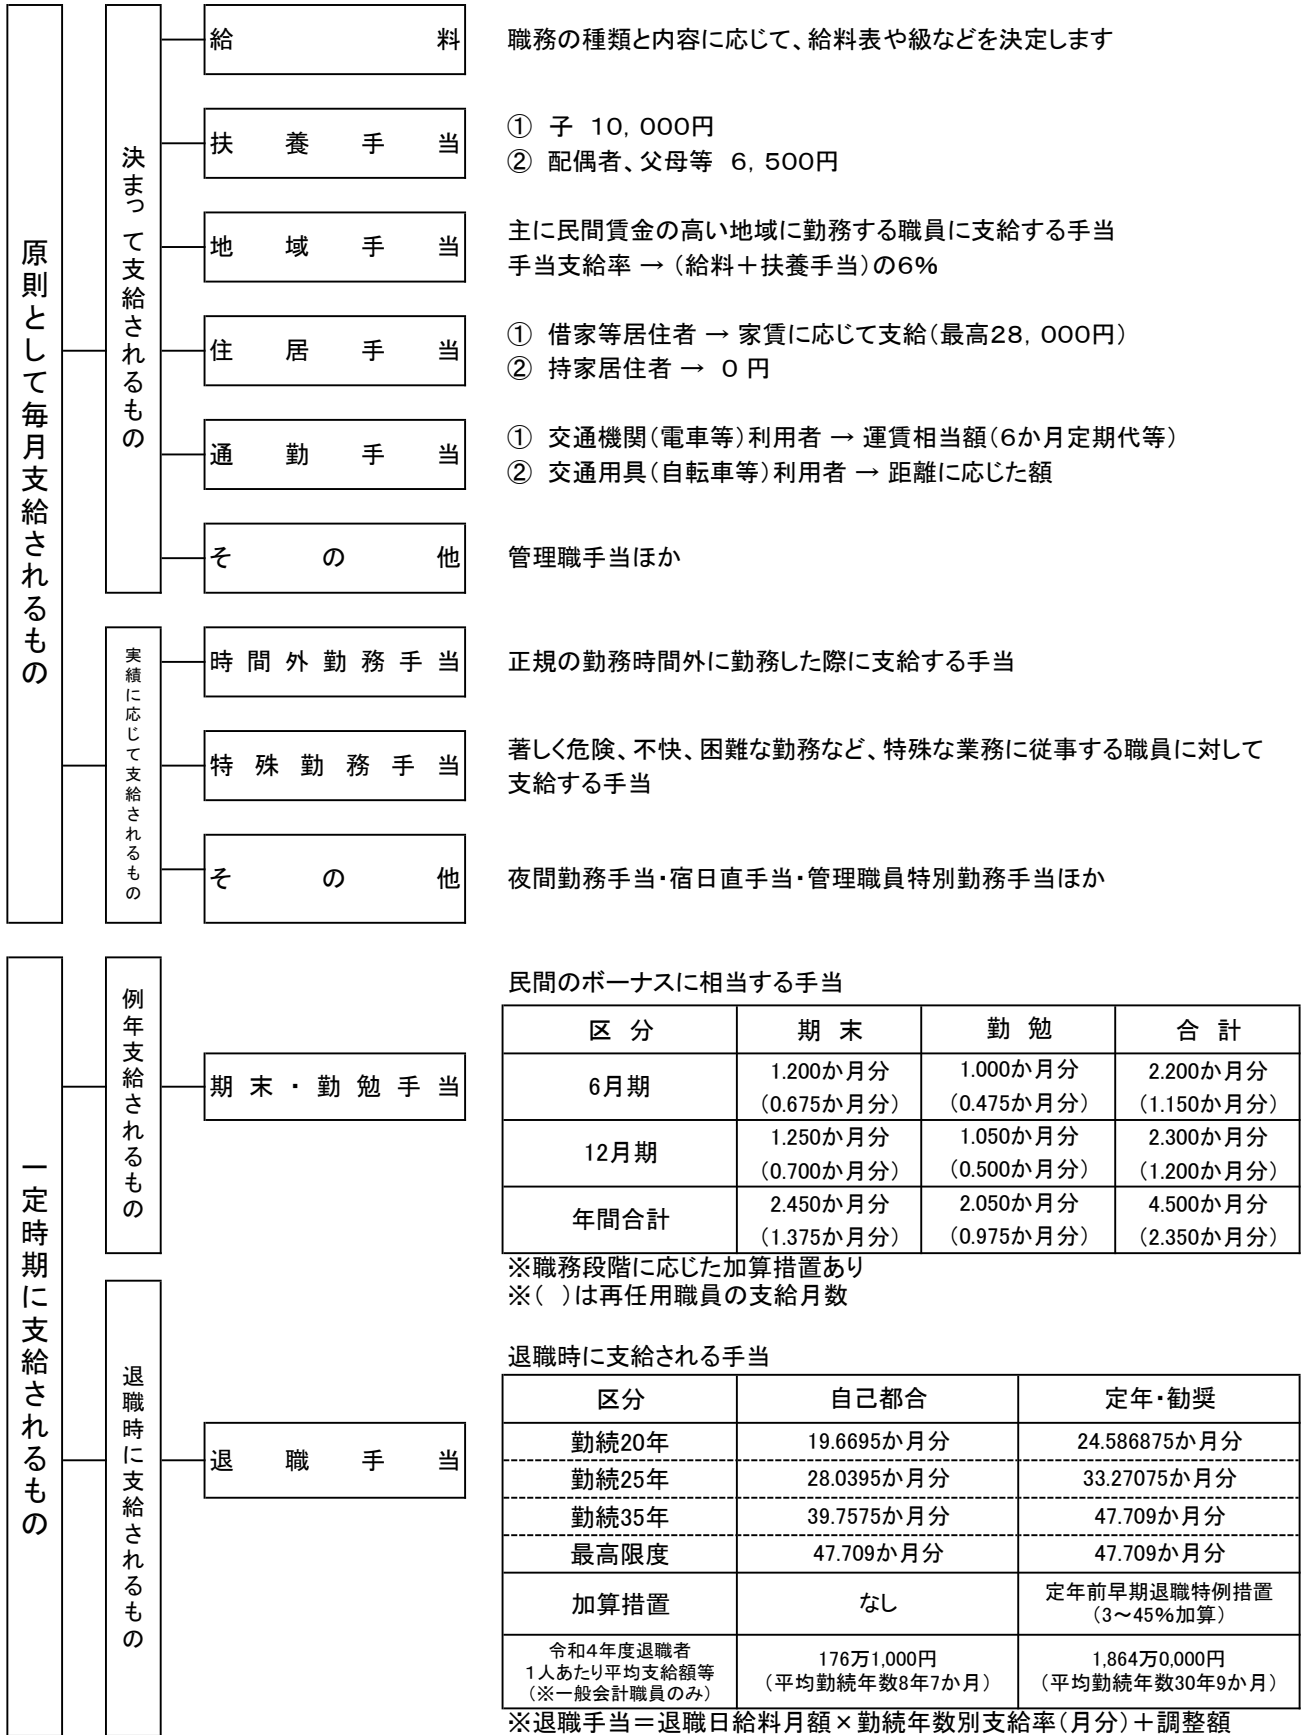 原則として毎月支給されるもの
決まって支給されるもの
給料
職務の種類と内容に応じて、給料表や級などを決定します
扶養手当
① 子 10,000円
② 配偶者、父母等 6,500円
地域手当
主に民間賃金の高い地域に勤務する職員に支給する手当
手当支給率 → (給料+扶養手当)の6%
住居手当
① 借家等居住者 → 家賃に応じて支給(最高28,000円)
② 持家居住者 → 0円
通勤手当
① 交通機関(電車等)利用者 → 運賃相当額(6か月定期代等)
② 交通用具(自転車等)利用者 → 距離に応じた額
その他
管理職手当ほか
実績に応じて支給されるもの
時間外勤務手当
正規の勤務時間外に勤務した際に支給する手当
特殊勤務手当
著しく危険、不快、困難な勤務など、特殊な業務に従事する職員に対して
支給する手当
その他
夜間勤務手当・宿日直手当・管理職員特別勤務手当ほか
一定時期に支給されるもの
例年支給されるもの
期末・勤勉手当
民間のボーナスに相当する手当
区分 期末 勤勉 合計
6月期 1.200か月分 1.000か月分 2.200か月分
(0.675か月分) (0.475か月分) (1.150か月分)
12月期 1.250か月分 1.050か月分 2.300か月分
(0.700か月分) (0.500か月分) (1.200か月分)
年間合計 2.450か月分 2.050か月分 4.500か月分
(1.375か月分) (0.975か月分) (2.350か月分)
※職務段階に応じた加算措置あり
※( )は再任用職員の支給月数
退職時に支給されるもの
退職手当
退職時に支給される手当
区分 自己都合 定年・勧奨
勤続20年 19.6695か月分 24.586875か月分
勤続25年 28.0395か月分 33.27075か月分
勤続35年 39.7575か月分 47.709か月分
最高限度 47.709か月分 47.709か月分
加算措置 なし 定年前早期退職特例措置
(3~45%加算)
令和4年度退職者
1人あたり平均支給額等
(※一般会計職員のみ)
176万1,000円
(平均勤続年数8年7か月)
1,864万0,000円
(平均勤続年数30年9か月)
※退職手当=退職日給料月額×勤続年数別支給率(月分)+調整額